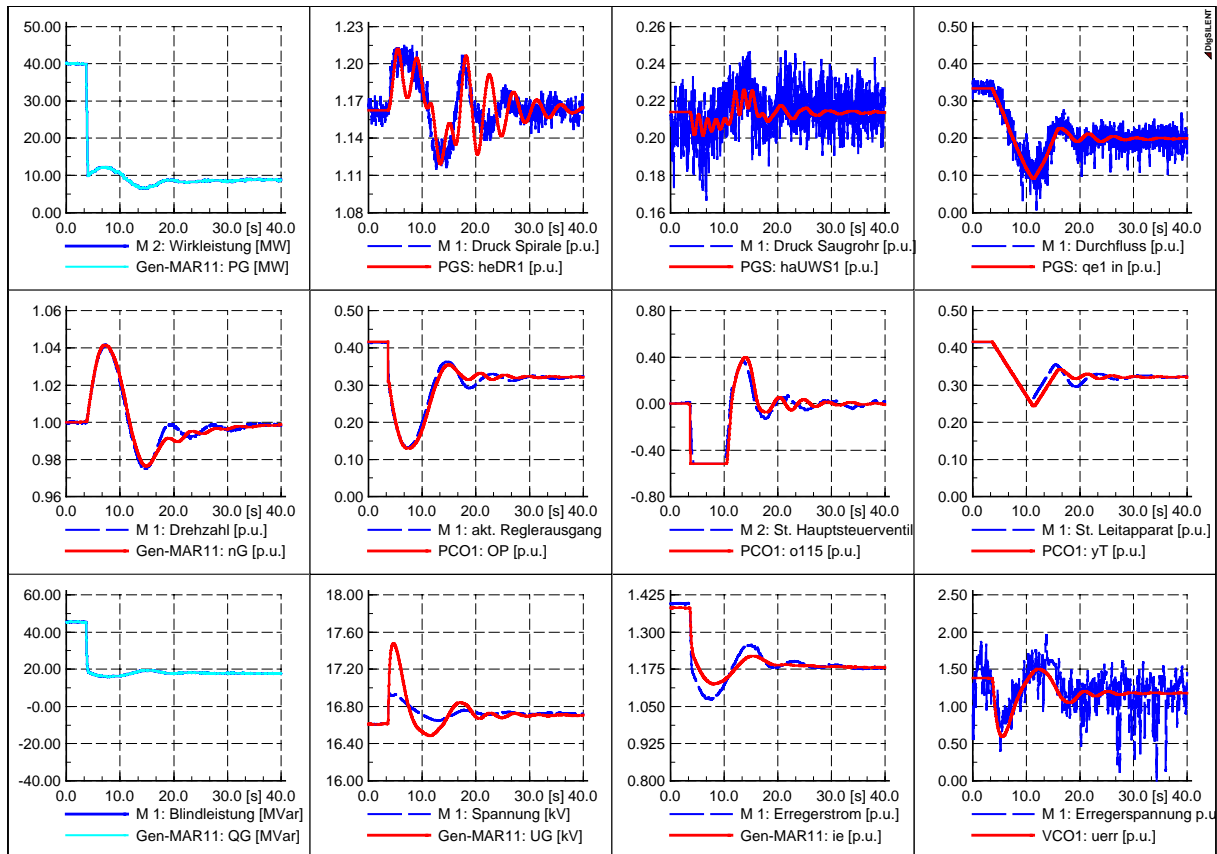 DIgSILENT
50.00
40.00
30.00
20.00
10.00
0.00
0.0 10.0 20.0 30.0 [s] 40.0
M 2: Wirkleistung [MW]
Gen-MAR11: PG [MW]
1.23
1.20
1.17
1.14
1.11
1.08
0.0 10.0 20.0 30.0 [s] 40.0
M 1: Druck Spirale [p.u.]
PGS: heDR1 [p.u.]
0.28
0.26
0.24
0.22
0.20
0.18
0.16
0.0 10.0 20.0 30.0 [s] 40.0
M 1: Druck Saugrohr [p.u.]
PGS: haUWS1 [p.u.]
0.50
0.40
0.30
0.20
0.10
0.00
0.0 10.0 20.0 30.0 [s] 40.0
M 1: Durchfluss [p.u.]
PGS: qe1 in [p.u.]
1.06
1.04
1.02
1.00
0.98
0.96
0.0 10.0 20.0 30.0 [s] 40.0
M 1: Drehzahl [p.u.]
Gen-MAR11: nG [p.u.]
0.50
0.40
0.30
0.20
0.10
0.00
0.0 10.0 20.0 30.0 [s] 40.0
M 1: akt. Reglerausgang
PCO1: OP [p.u.]
0.80
0.40
0.00
-0.40
-0.80
0.0 10.0 20.0 30.0 [s] 40.0
M 2: St. Hauptsteuerventil
PCO1: o115 [p.u.]
0.50
0.40
0.30
0.20
0.10
0.00
0.0 10.0 20.0 30.0 [s] 40.0
M 1: St. Leitapparat [p.u.]
PCO1: yT [p.u.]
60.00
40.00
20.00
-0.00
-20.00
-40.00
0.0 10.0 20.0 30.0 [s] 40.0
M 1: Blindleistung [MVar]
Gen-MAR11: QG [MVar]
18.00
17.60
17.20
16.80
16.40
16.00
0.0 10.0 20.0 30.0 [s] 40.0
M 1: Spannung [kV]
Gen-MAR11: UG [kV]
1.425
1.300
1.175
1.050
0.925
0.800
0.0 10.0 20.0 30.0 [s] 40.0
M 1: Erregerstrom [p.u.]
Gen-MAR11: ie [p.u.]
2.50
2.00
1.50
1.00
0.50
0.00
0.0 10.0 20.0 30.0 [s] 40.0
M 1: Erregerspannung p.u
VCO1: uerr [p.u.]